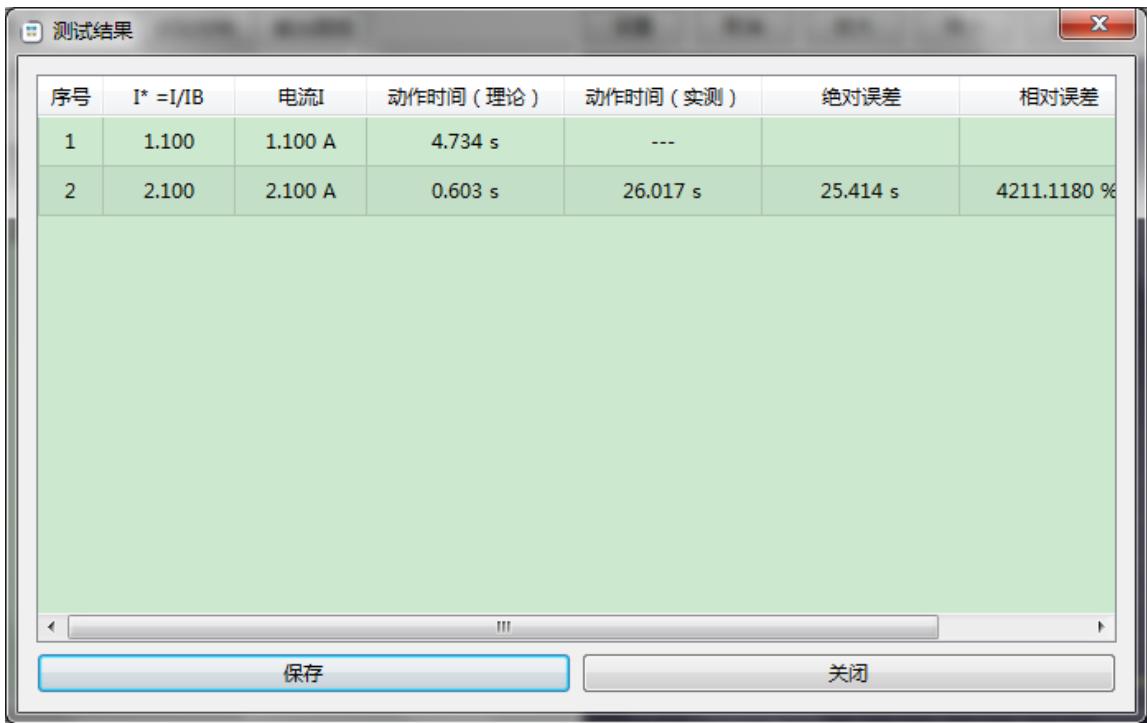 测试结果
序号 I* =I/IB 电流I 动作时间（理论） 动作时间（实测） 绝对误差 相对误差
1 1.100 1.100 A 4.734 s ---
2 2.100 2.100 A 0.603 s 26.017 s 25.414 s 4211.1180 %
保存 关闭